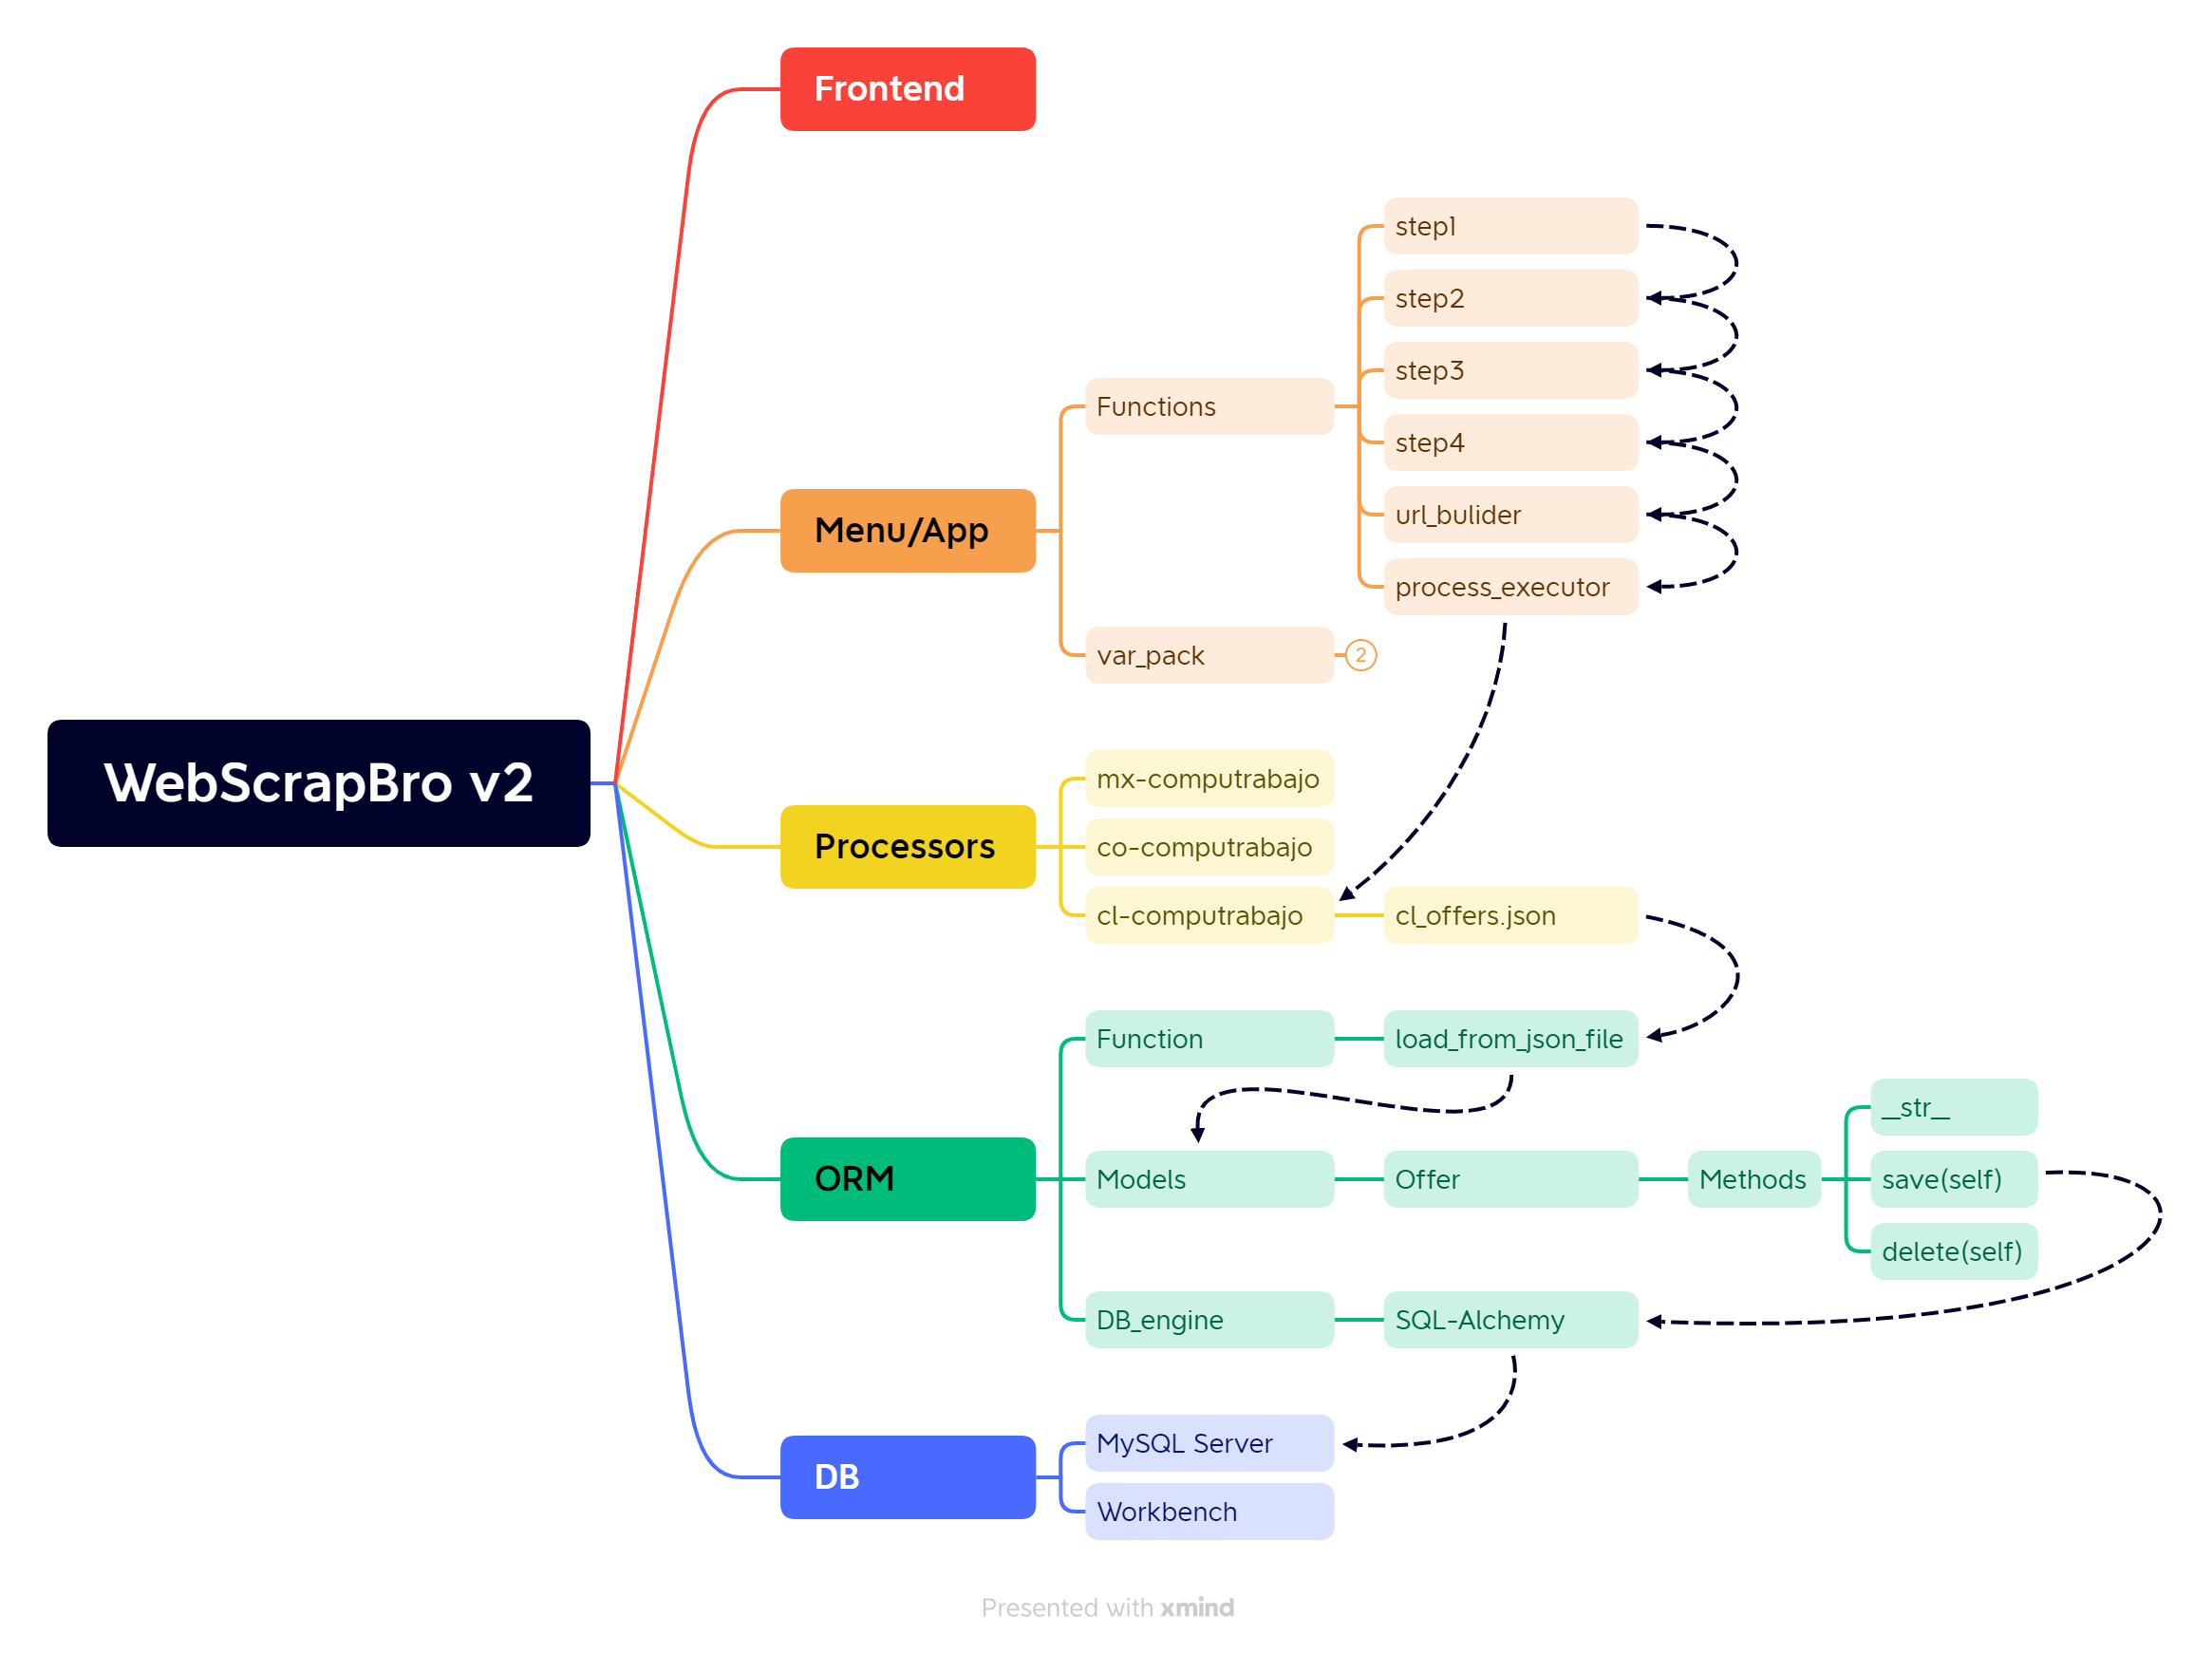 Frontend
step1
step2
step3
Functions
step4
url_bulider
Menu/App
process_executor
var_pack
2
WebScrapBro v2
mx-computrabajo
Processors
co-computrabajo
cl-computrabajo
cl_offers.json
Function
load_from_json_file
__str__
ORM
Models
Offer
Methods
save(self)
delete(self)
DB_engine
SQL-Alchemy
MySQL Server
DB
Workbench
Presented with xmind